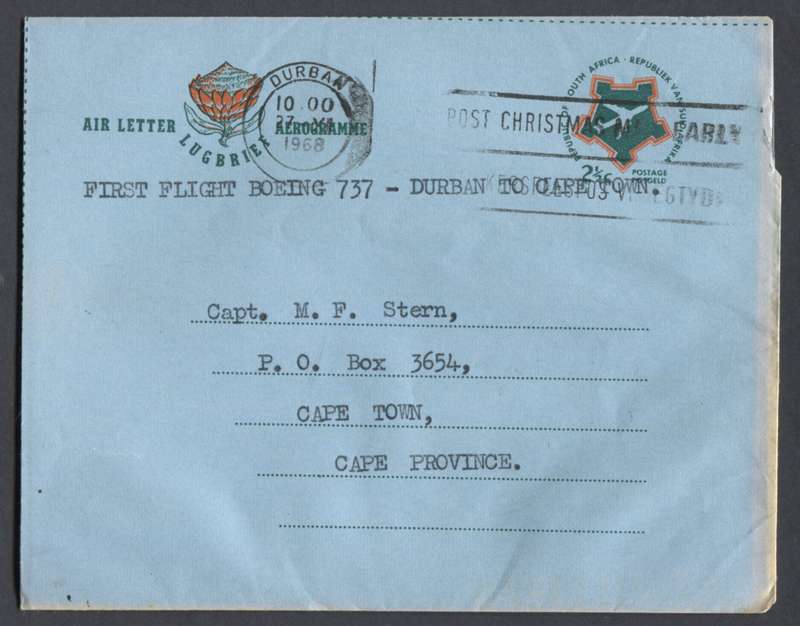 DURBAN
10.00
1968
AIR LETTER
AEROGRAMME
LUGBRIEF
SOUTH AFRICA · REPUBLIEK VAN SUID-AFRIKA
2½c
POSTAGE
POSGELD
POST CHRISTMAS MAIL EARLY
FIRST FLIGHT BOEING 737 - DURBAN TO CAPE TOWN.
Capt. M. F. Stern,
P. O. Box 3654,
CAPE TOWN,
CAPE PROVINCE.